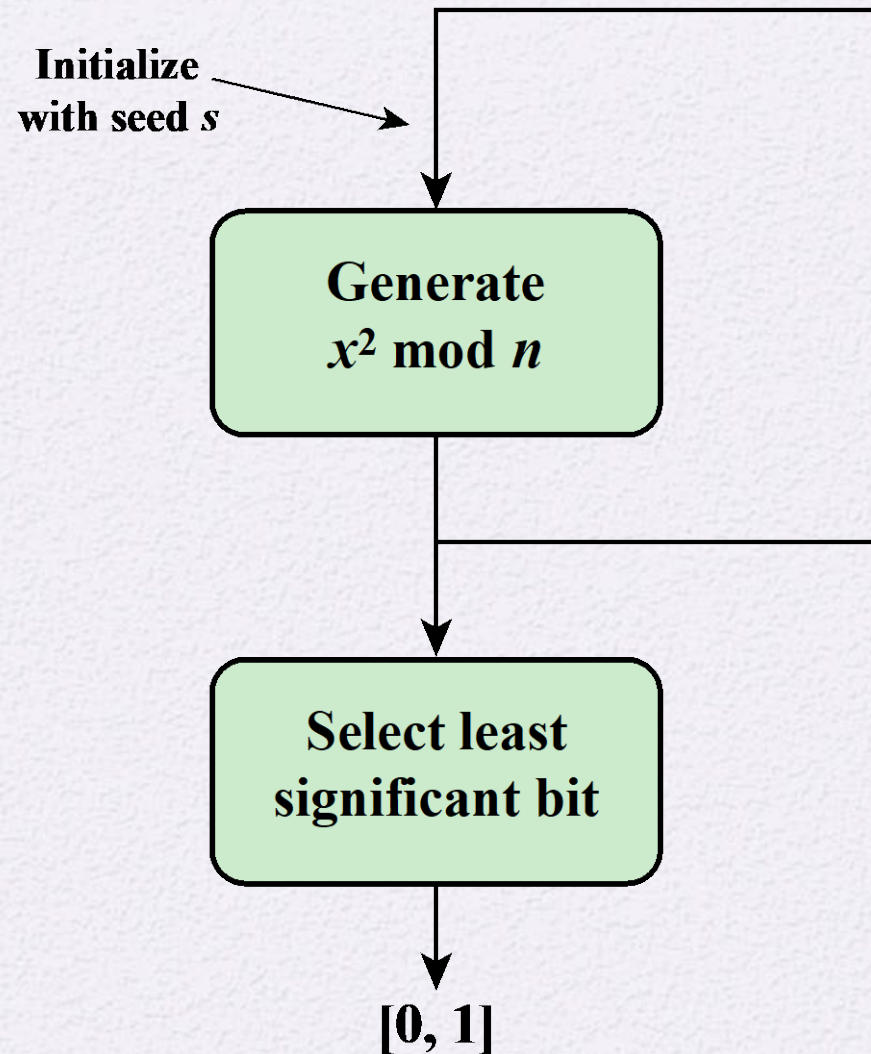 Initialize
with seed s
Generate
x² mod n
Select least
significant bit
[0, 1]